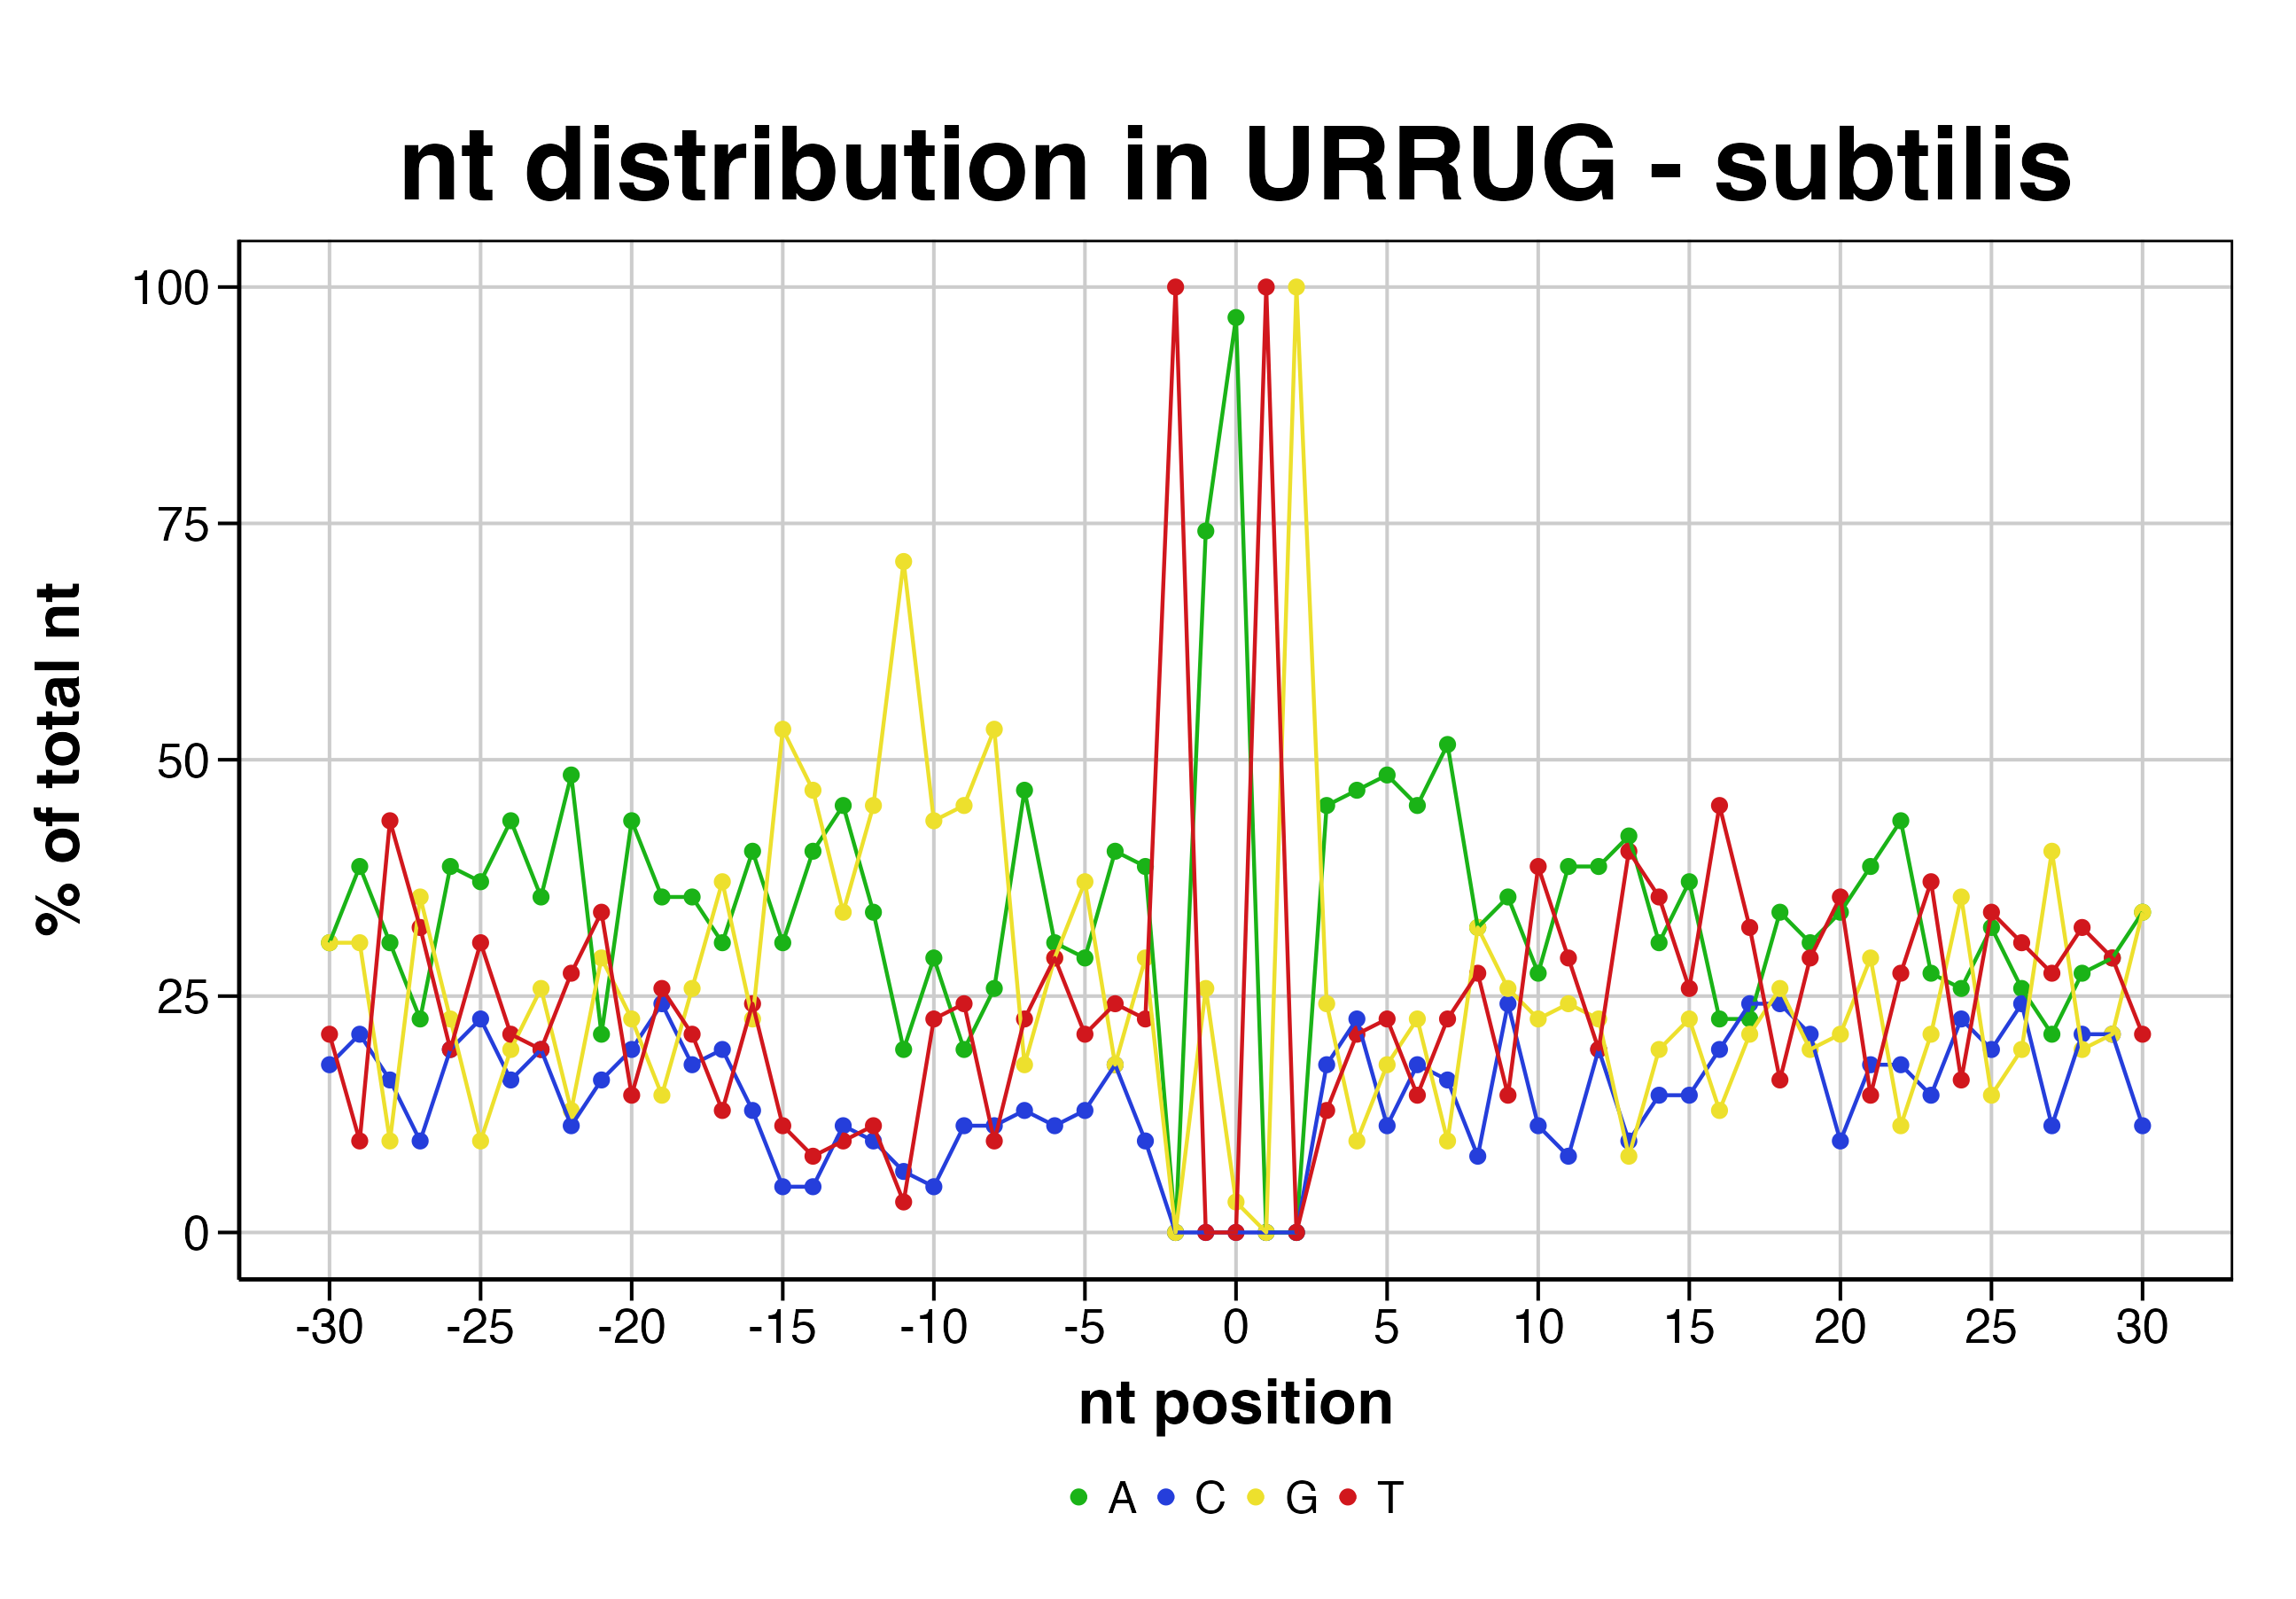 nt distribution in URRUG - subtilis
% of total nt
100
75
50
25
0
-30 -25 -20 -15 -10 -5 0 5 10 15 20 25 30
nt position
A C G T